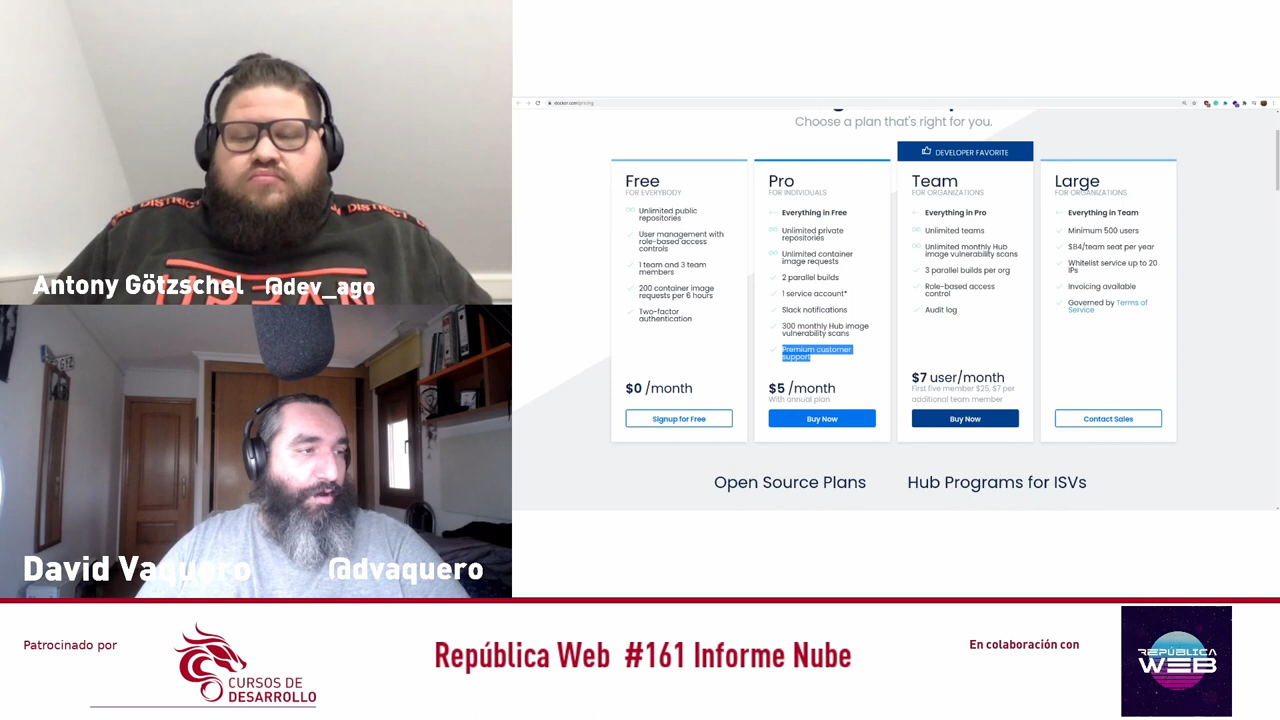 Antony Götzschel @dev_ago
David Vaquero @dvaquero
docker.com/pricing
Choose a plan that's right for you.
Free
FOR EVERYBODY
Unlimited public
repositories
User management with
role-based access
controls
1 team and 3 team
members
200 container image
requests per 6 hours
Two-factor
authentication
$0 /month
Signup for Free
Pro
FOR INDIVIDUALS
Everything in Free
Unlimited private
repositories
Unlimited container
image requests
2 parallel builds
1 service account*
Slack notifications
300 monthly Hub image
vulnerability scans
Premium customer
support
$5 /month
With annual plan
Buy Now
DEVELOPER FAVORITE
Team
FOR ORGANIZATIONS
Everything in Pro
Unlimited teams
Unlimited monthly Hub
image vulnerability scans
3 parallel builds per org
Role-based access
control
Audit log
$7 user/month
First five member $25, $7 per
additional team member
Buy Now
Large
FOR ORGANIZATIONS
Everything in Team
Minimum 500 users
$84/team seat per year
Whitelist service up to 20
IPs
Invoicing available
Governed by Terms of
Service
Contact Sales
Open Source Plans
Hub Programs for ISVs
Patrocinado por
CURSOS DE
DESARROLLO
República Web #161 Informe Nube
En colaboración con
REPÚBLICA
WEB